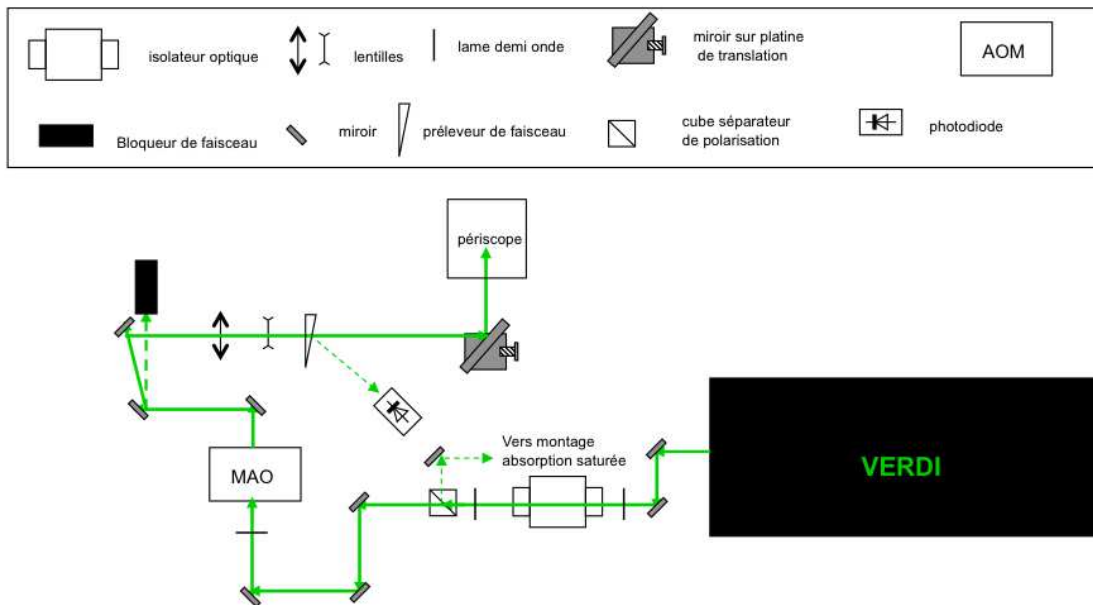 isolateur optique
lentilles
lame demi onde
miroir sur platine
de translation
AOM
Bloqueur de faisceau
miroir
préleveur de faisceau
cube séparateur
de polarisation
photodiode
périscope
Vers montage
absorption saturée
VERDI
MAO